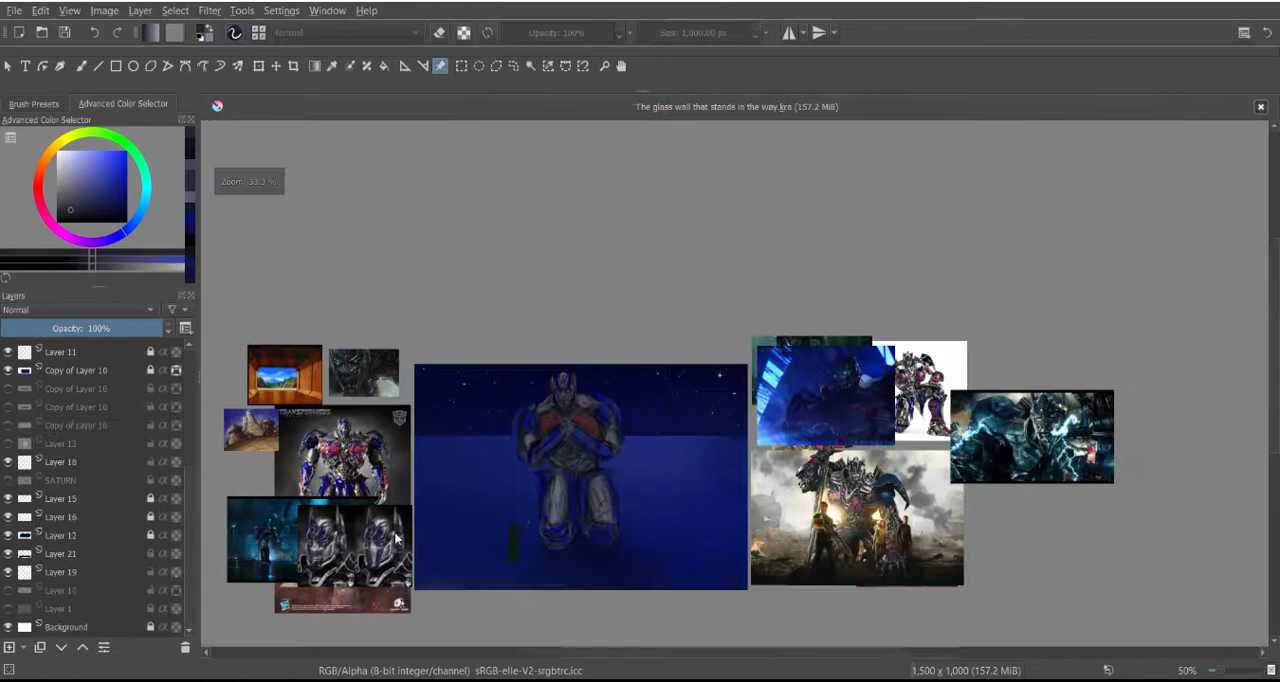 File Edit View Image Layer Select Filter Tools Settings Window Help
Normal Opacity: 100% Size: 1,000.00 px
Brush Presets Advanced Color Selector
The glass wall that stands in the way.kra (157.2 MiB)
Advanced Color Selector
Zoom: 33.3 %
Layers
Normal
Opacity: 100%
Layer 11
Copy of Layer 10
Copy of Layer 10
Copy of Layer 10
Copy of Layer 10
Layer 13
Layer 18
SATURN
Layer 15
Layer 16
Layer 12
Layer 21
Layer 19
Layer 10
Layer 1
Background
TRANSFORMERS
RGB/Alpha (8-bit integer/channel) sRGB-elle-V2-srgbtrc.icc 1,500 x 1,000 (157.2 MiB) 50%